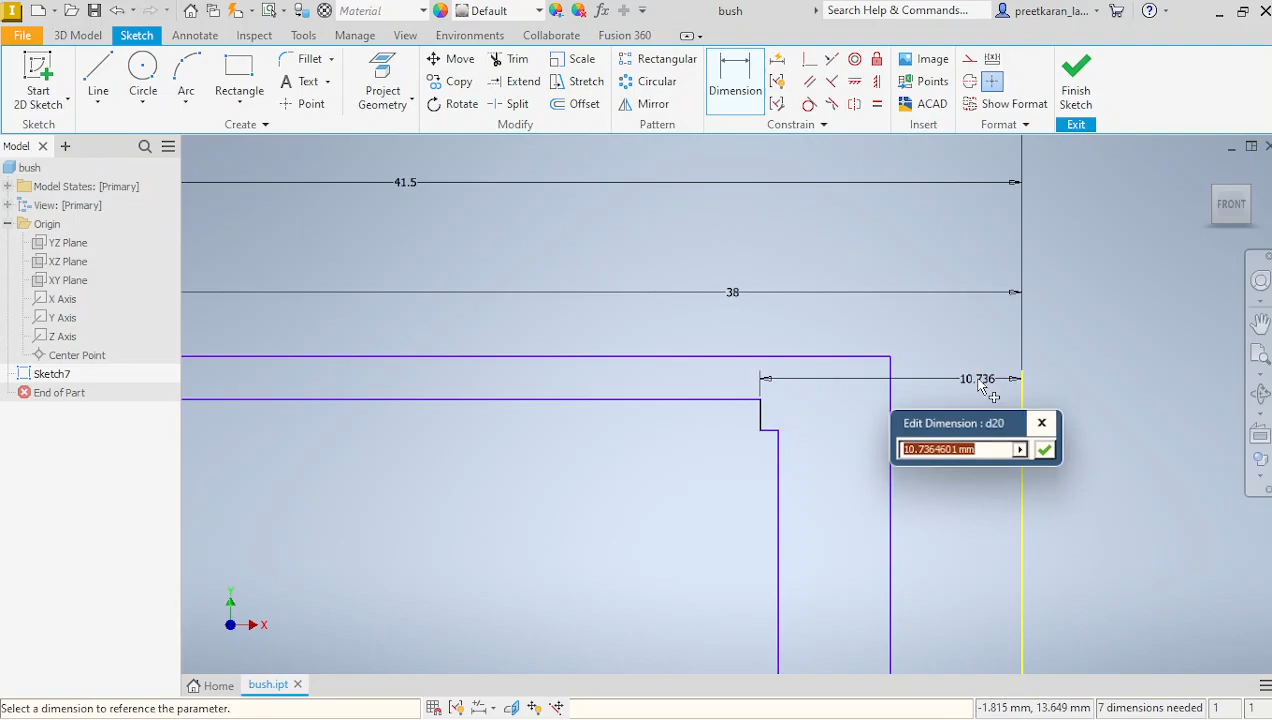 Material
Default
fx
bush
Search Help & Commands...
preetkaran_la...
File
3D Model
Sketch
Annotate
Inspect
Tools
Manage
View
Environments
Collaborate
Fusion 360
Start
2D Sketch
Line
Circle
Arc
Rectangle
Fillet
Text
Point
Project
Geometry
Move
Copy
Rotate
Trim
Extend
Split
Scale
Stretch
Offset
Rectangular
Circular
Mirror
Dimension
Image
Points
ACAD
Show Format
Finish
Sketch
Sketch
Create
Modify
Pattern
Constrain
Insert
Format
Exit
Model
bush
Model States: [Primary]
View: [Primary]
Origin
YZ Plane
XZ Plane
XY Plane
X Axis
Y Axis
Z Axis
Center Point
Sketch7
End of Part
41.5
FRONT
38
10.736
Edit Dimension : d20
10.7364601 mm
Y
X
Home
bush.ipt
Select a dimension to reference the parameter.
-1.815 mm, 13.649 mm
7 dimensions needed
1
1